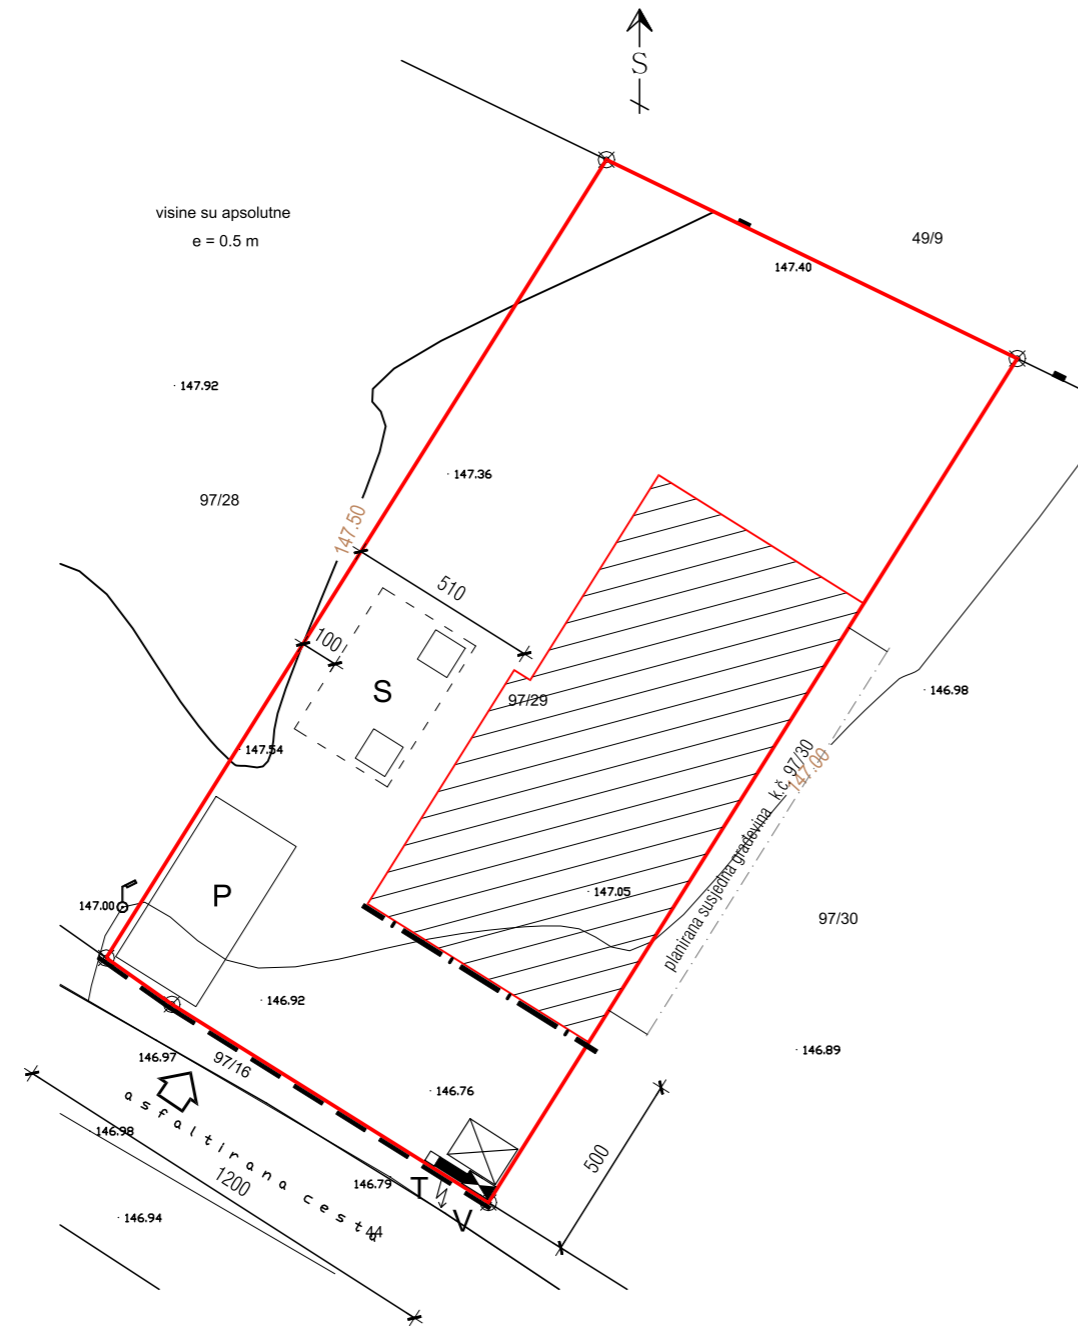 S
visine su apsolutne
e = 0.5 m
49/9
147.40
147.92
147.36
97/28
147.50
510
100
S
97/29
146.98
147.54
planirana susjedna građevina k.č. 97/30
147.00
P
147.05
147.00
97/30
146.92
146.97
97/16
146.89
146.76
asfaltirana cesta
146.98
1200
500
146.79
T
V
146.94
44